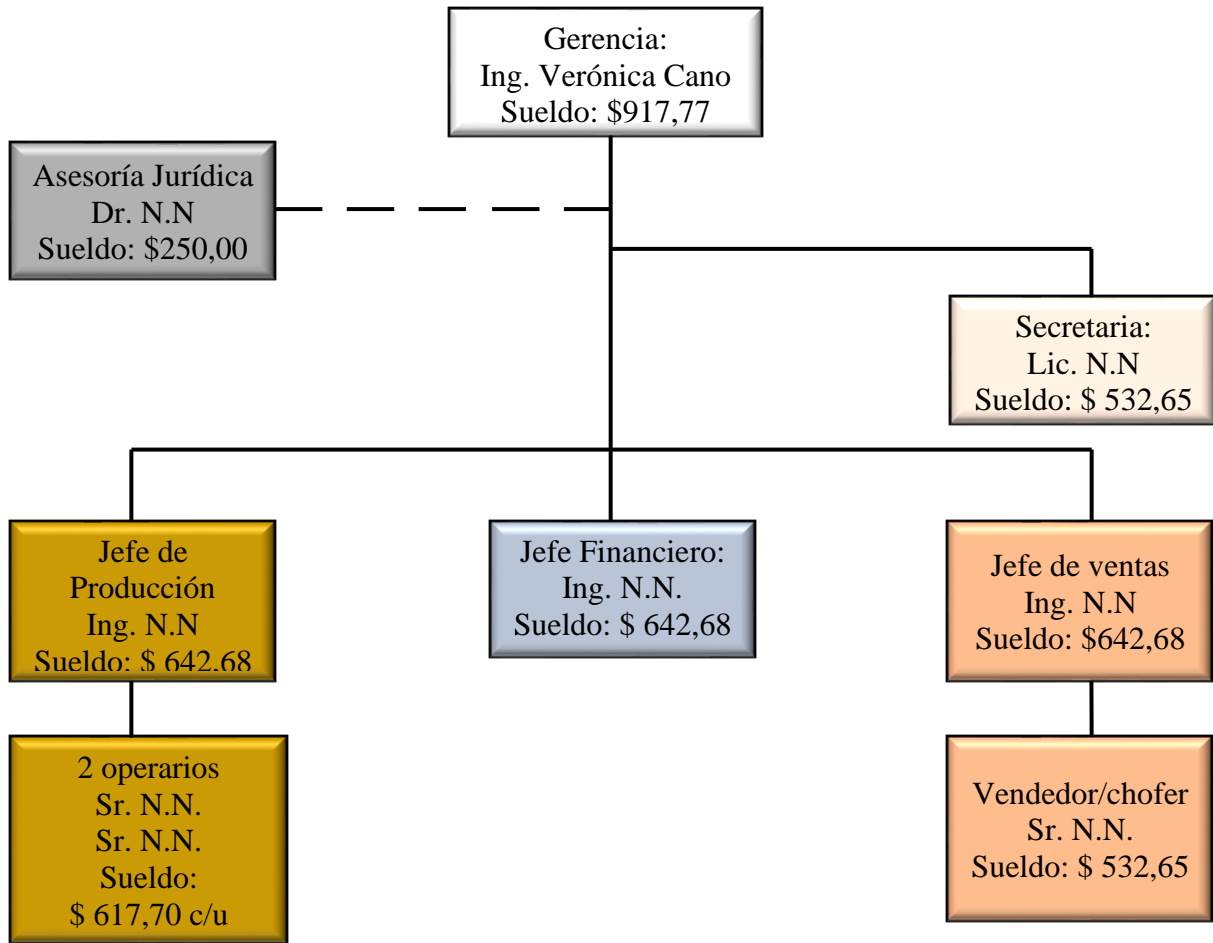 Gerencia:
Ing. Verónica Cano
Sueldo: $917,77
Asesoría Jurídica
Dr. N.N
Sueldo: $250,00
Secretaria:
Lic. N.N
Sueldo: $ 532,65
Jefe de
Producción
Ing. N.N
Sueldo: $ 642,68
Jefe Financiero:
Ing. N.N.
Sueldo: $ 642,68
Jefe de ventas
Ing. N.N
Sueldo: $642,68
2 operarios
Sr. N.N.
Sr. N.N.
Sueldo:
$ 617,70 c/u
Vendedor/chofer
Sr. N.N.
Sueldo: $ 532,65